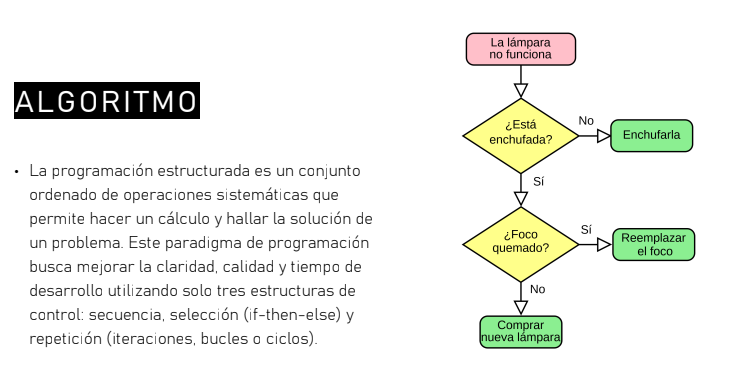 ALGORITMO
• La programación estructurada es un conjunto
ordenado de operaciones sistemáticas que
permite hacer un cálculo y hallar la solución de
un problema. Este paradigma de programación
busca mejorar la claridad, calidad y tiempo de
desarrollo utilizando solo tres estructuras de
control: secuencia, selección (if-then-else) y
repetición (iteraciones, bucles o ciclos).
La lámpara
no funciona
¿Está
enchufada?
No
Enchufarla
Sí
¿Foco
quemado?
Sí
Reemplazar
el foco
No
Comprar
nueva lámpara